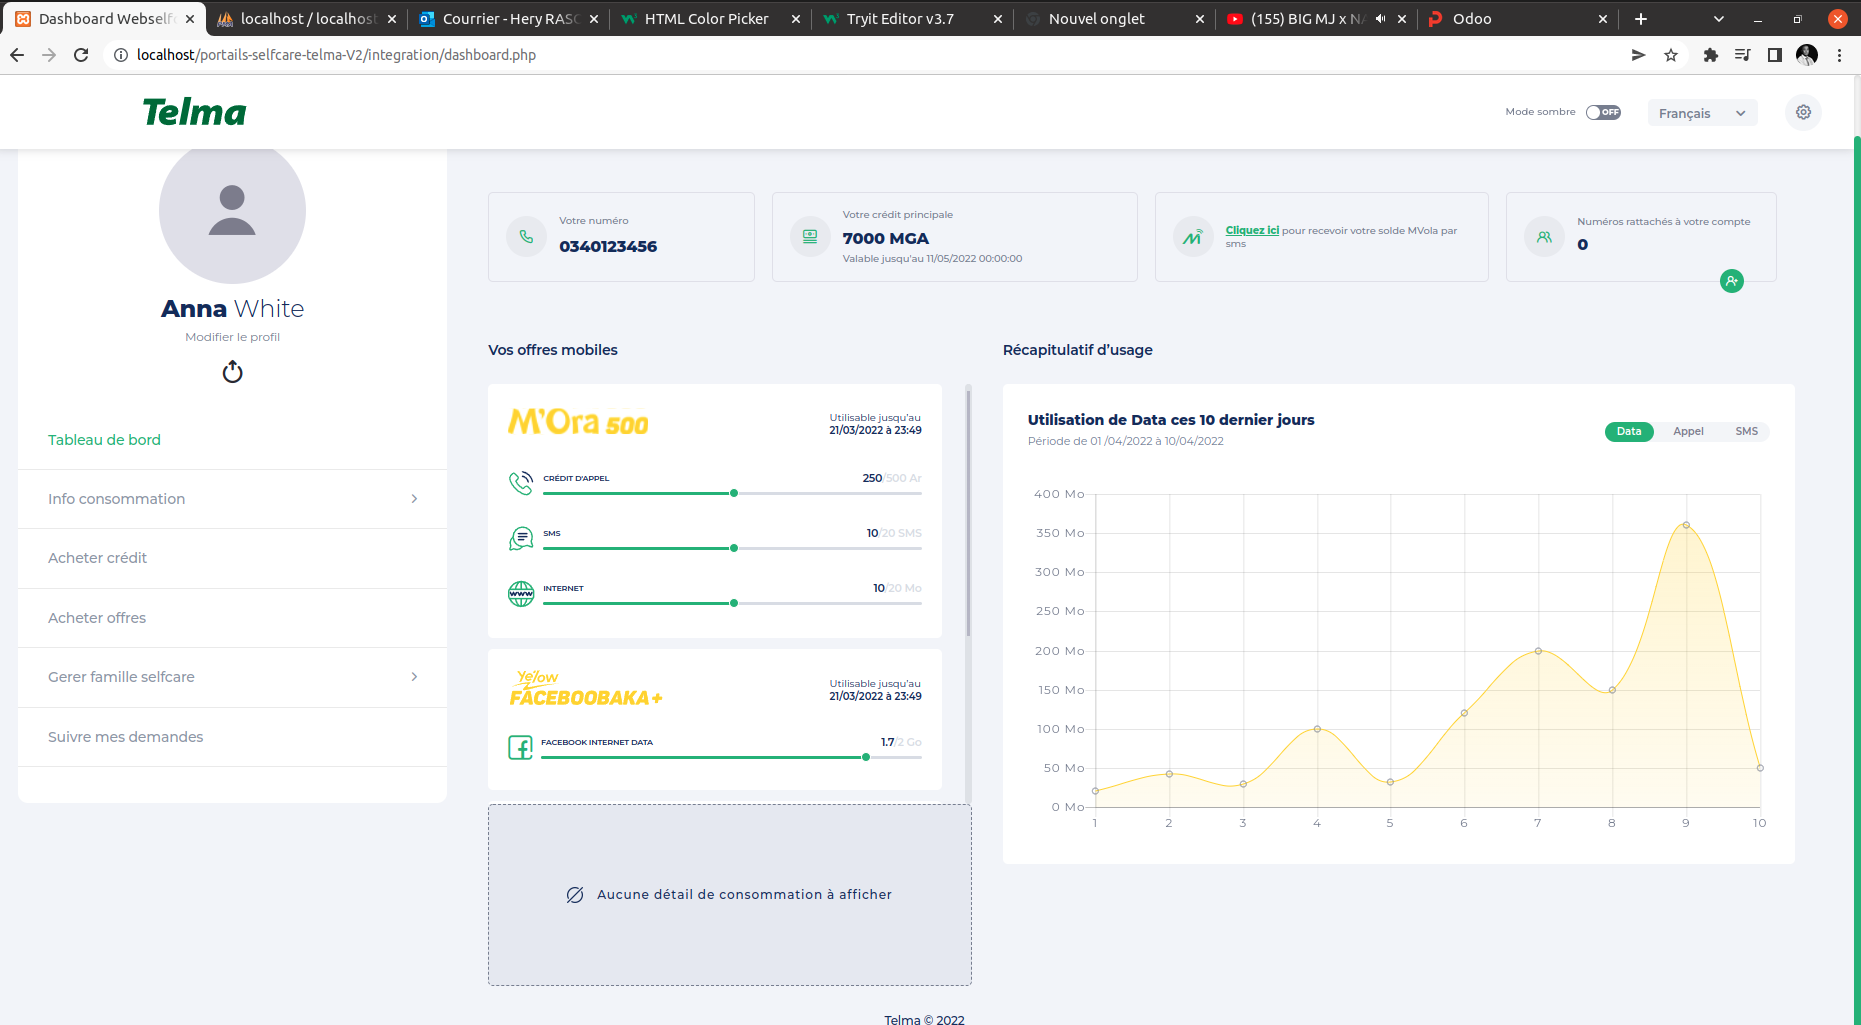 Dashboard Webself
localhost / localhost
Courrier - Hery RASO
HTML Color Picker
Tryit Editor v3.7
Nouvel onglet
(155) BIG MJ x NA
Odoo
localhost/portails-selfcare-telma-V2/integration/dashboard.php
Telma
Mode sombre
OFF
Français
Anna White
Modifier le profil
Tableau de bord
Info consommation
Acheter crédit
Acheter offres
Gerer famille selfcare
Suivre mes demandes
Votre numéro
0340123456
Votre crédit principale
7000 MGA
Valable jusqu'au 11/05/2022 00:00:00
Cliquez ici pour recevoir votre solde MVola par
sms
Numéros rattachés à votre compte
0
Vos offres mobiles
M'Ora 500
Utilisable jusqu'au
21/03/2022 à 23:49
CRÉDIT D'APPEL
250/500 Ar
SMS
10/20 SMS
www
INTERNET
10/20 Mo
Yellow
FACEBOOBAKA+
Utilisable jusqu'au
21/03/2022 à 23:49
FACEBOOK INTERNET DATA
1.7/2 Go
Aucune détail de consommation à afficher
Récapitulatif d'usage
Utilisation de Data ces 10 dernier jours
Période de 01 /04/2022 à 10/04/2022
Data
Appel
SMS
400 Mo
350 Mo
300 Mo
250 Mo
200 Mo
150 Mo
100 Mo
50 Mo
0 Mo
1 2 3 4 5 6 7 8 9 10
Telma © 2022